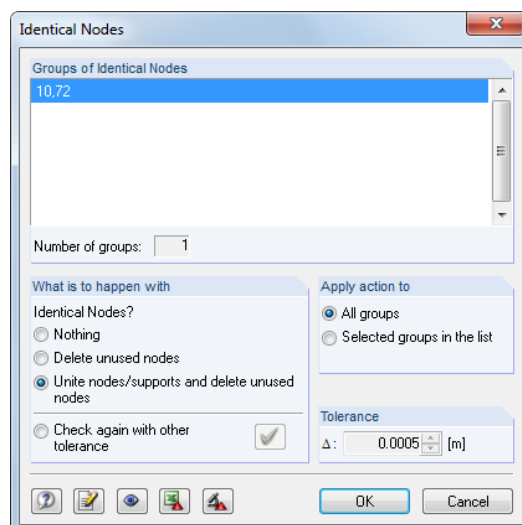 Identical Nodes
Groups of Identical Nodes
10,72
Number of groups: 1
What is to happen with
Identical Nodes?
Nothing
Delete unused nodes
Unite nodes/supports and delete unused
nodes
Check again with other
tolerance
Apply action to
All groups
Selected groups in the list
Tolerance
Δ: 0.0005 [m]
OK Cancel